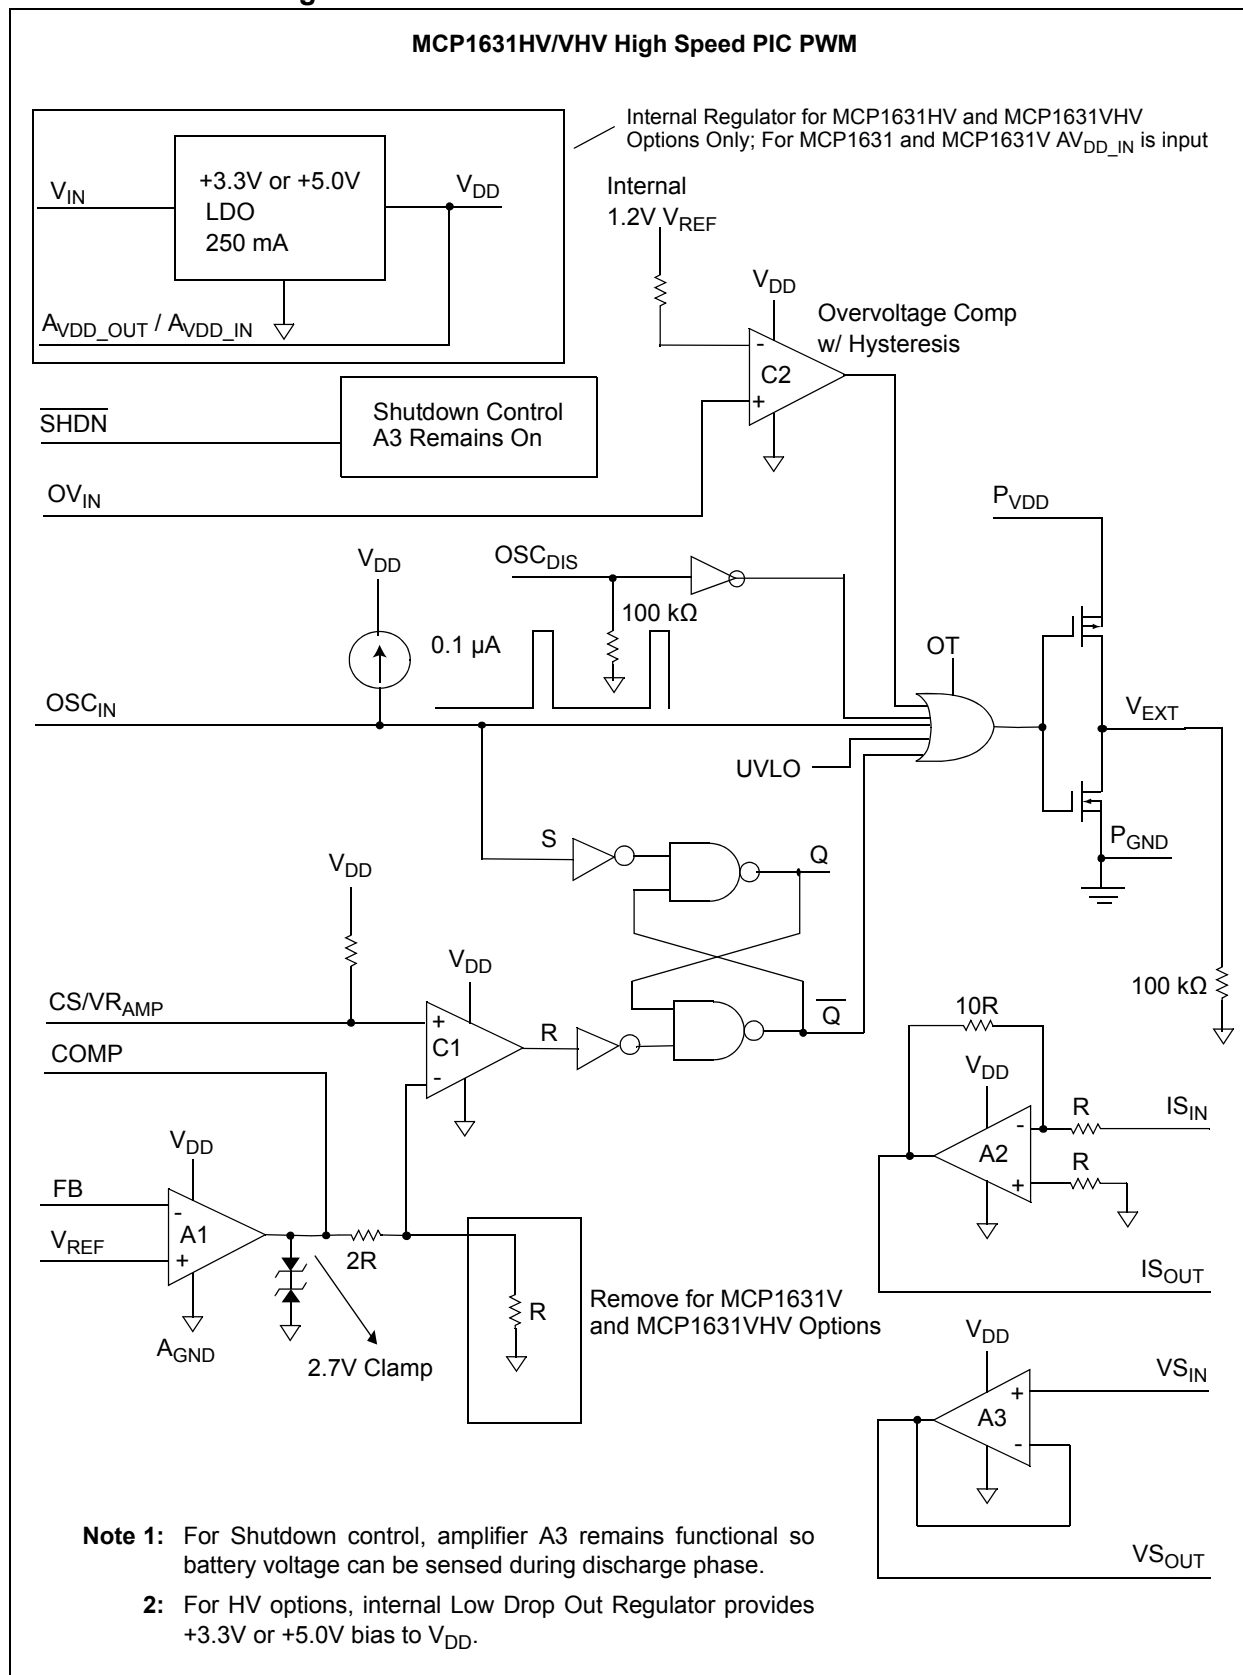 MCP1631HV/VHV High Speed PIC PWM
Internal Regulator for MCP1631HV and MCP1631VHV
Options Only; For MCP1631 and MCP1631V AVDD_IN is input
VIN
+3.3V or +5.0V
LDO
250 mA
VDD
AVDD_OUT / AVDD_IN
Internal
1.2V VREF
VDD
Overvoltage Comp
w/ Hysteresis
-
C2
+
SHDN
Shutdown Control
A3 Remains On
OVIN
PVDD
VDD
OSCDIS
100 kΩ
0.1 µA
OT
OSCIN
VEXT
UVLO
S
Q
PGND
VDD
VDD
100 kΩ
CS/VRAMP
+
C1
-
R
Q
COMP
10R
VDD
R
ISIN
-
A2
+
R
VDD
FB
-
A1
+
VREF
2R
ISOUT
R
Remove for MCP1631V
and MCP1631VHV Options
AGND
2.7V Clamp
VDD
VSIN
+
A3
-
VSOUT
Note 1: For Shutdown control, amplifier A3 remains functional so
battery voltage can be sensed during discharge phase.
2: For HV options, internal Low Drop Out Regulator provides
+3.3V or +5.0V bias to VDD.